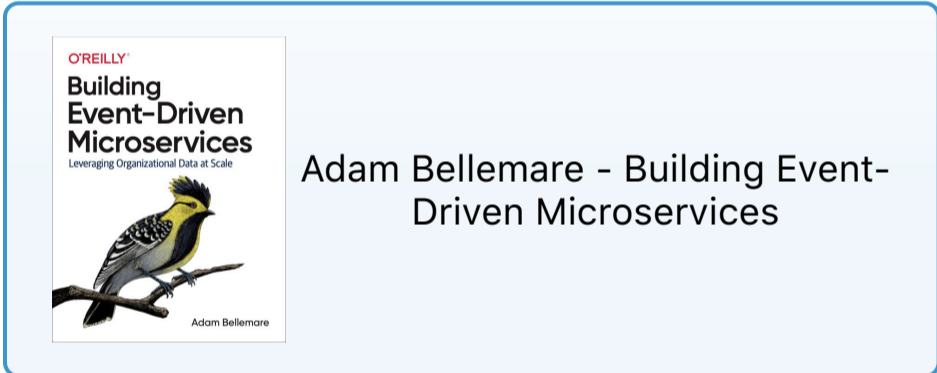 O'REILLY®
Building
Event-Driven
Microservices
Leveraging Organizational Data at Scale
Adam Bellemare
Adam Bellemare - Building Event-
Driven Microservices